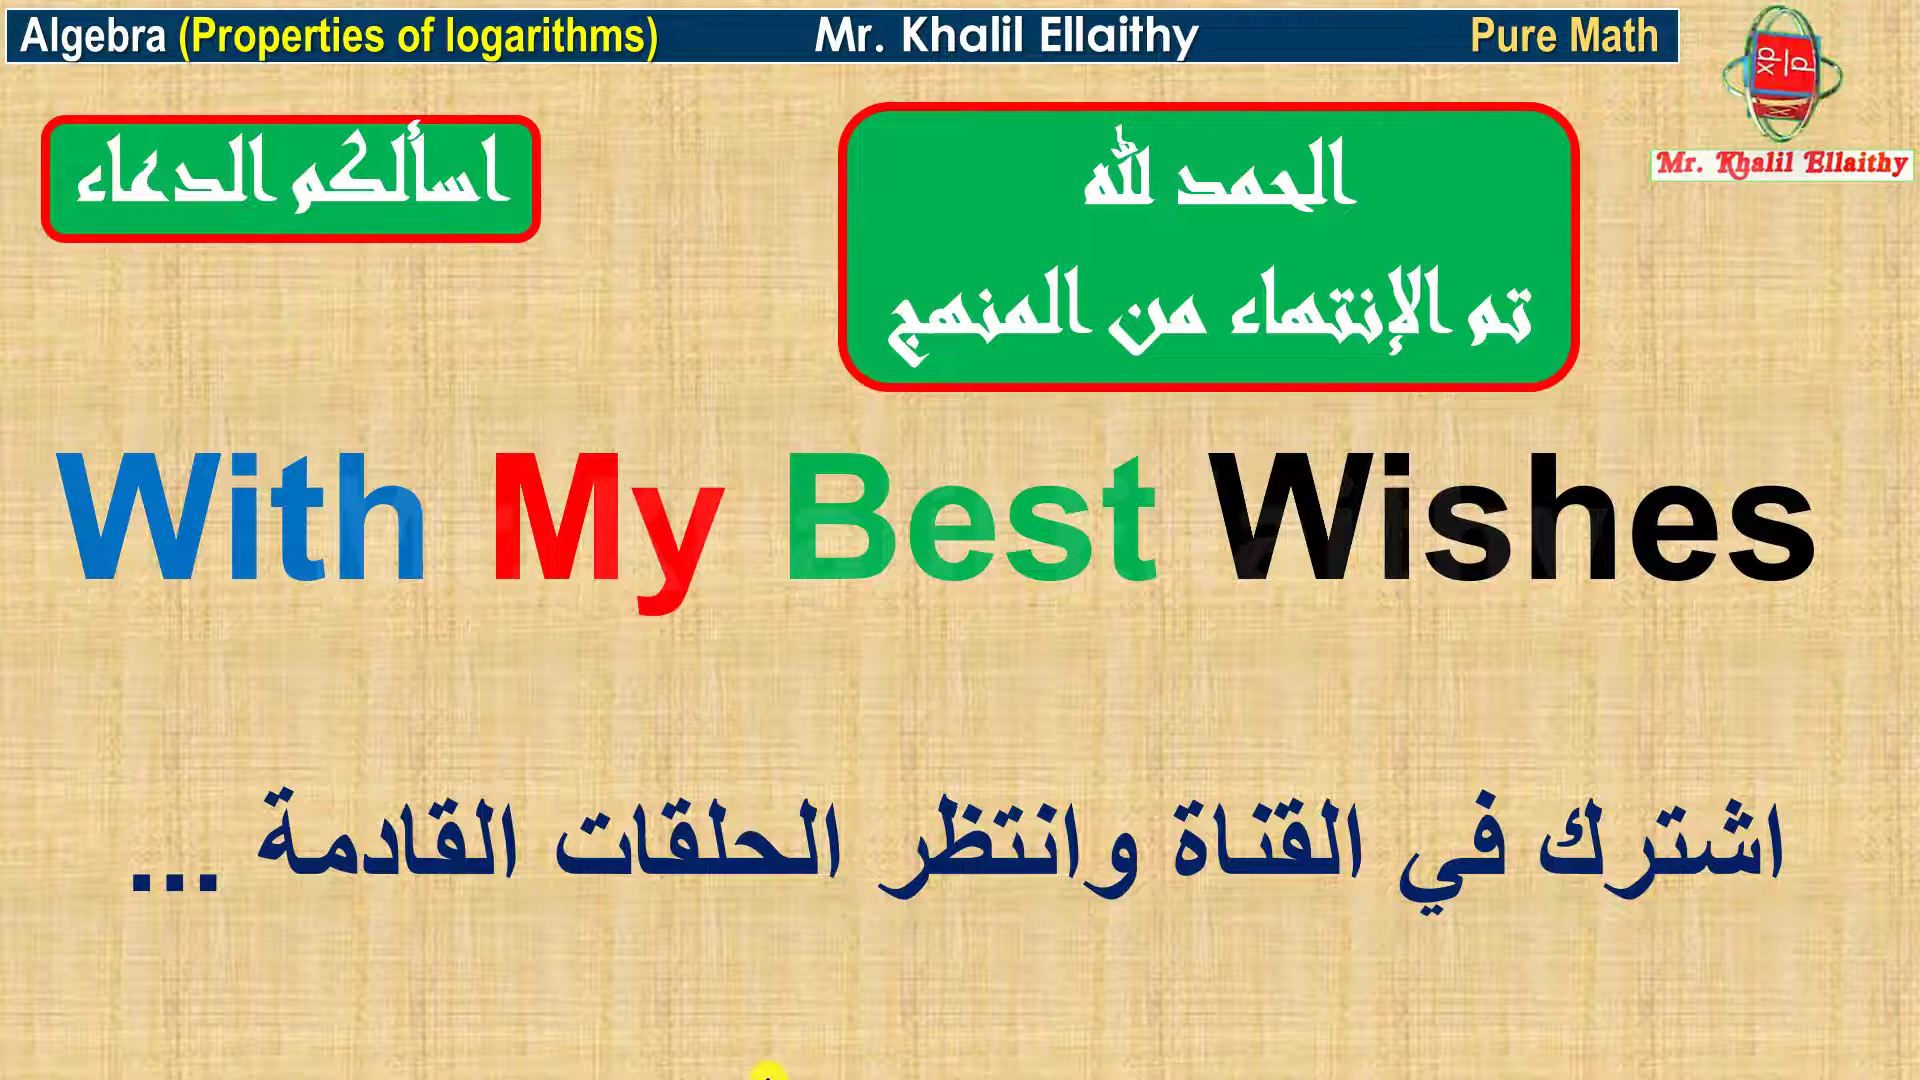 Algebra (Properties of logarithms) Mr. Khalil Ellaithy Pure Math
d
dx
Mr. Khalil Ellaithy
اسألكم الدعاء
الحمد لله
تم الإنتهاء من المنهج
With My Best Wishes
اشترك في القناة وانتظر الحلقات القادمة ...